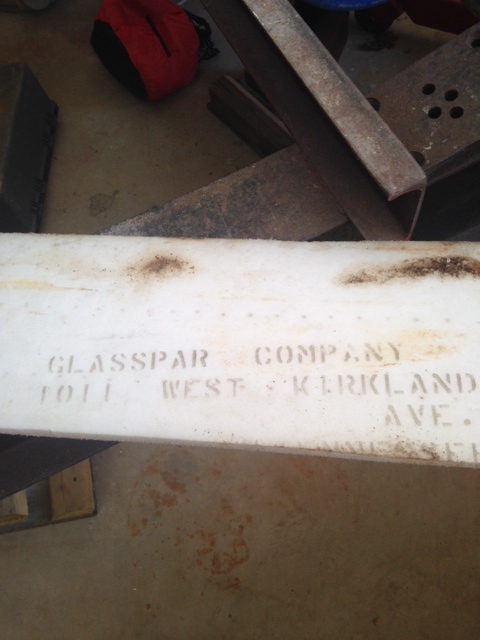 GLASSPAR COMPANY
1011 WEST KIRKLAND
AVE.